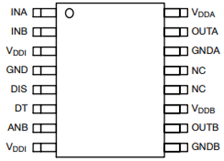 INA VDDA
INB OUTA
VDDI GNDA
GND NC
DIS NC
DT VDDB
ANB OUTB
VDDI GNDB